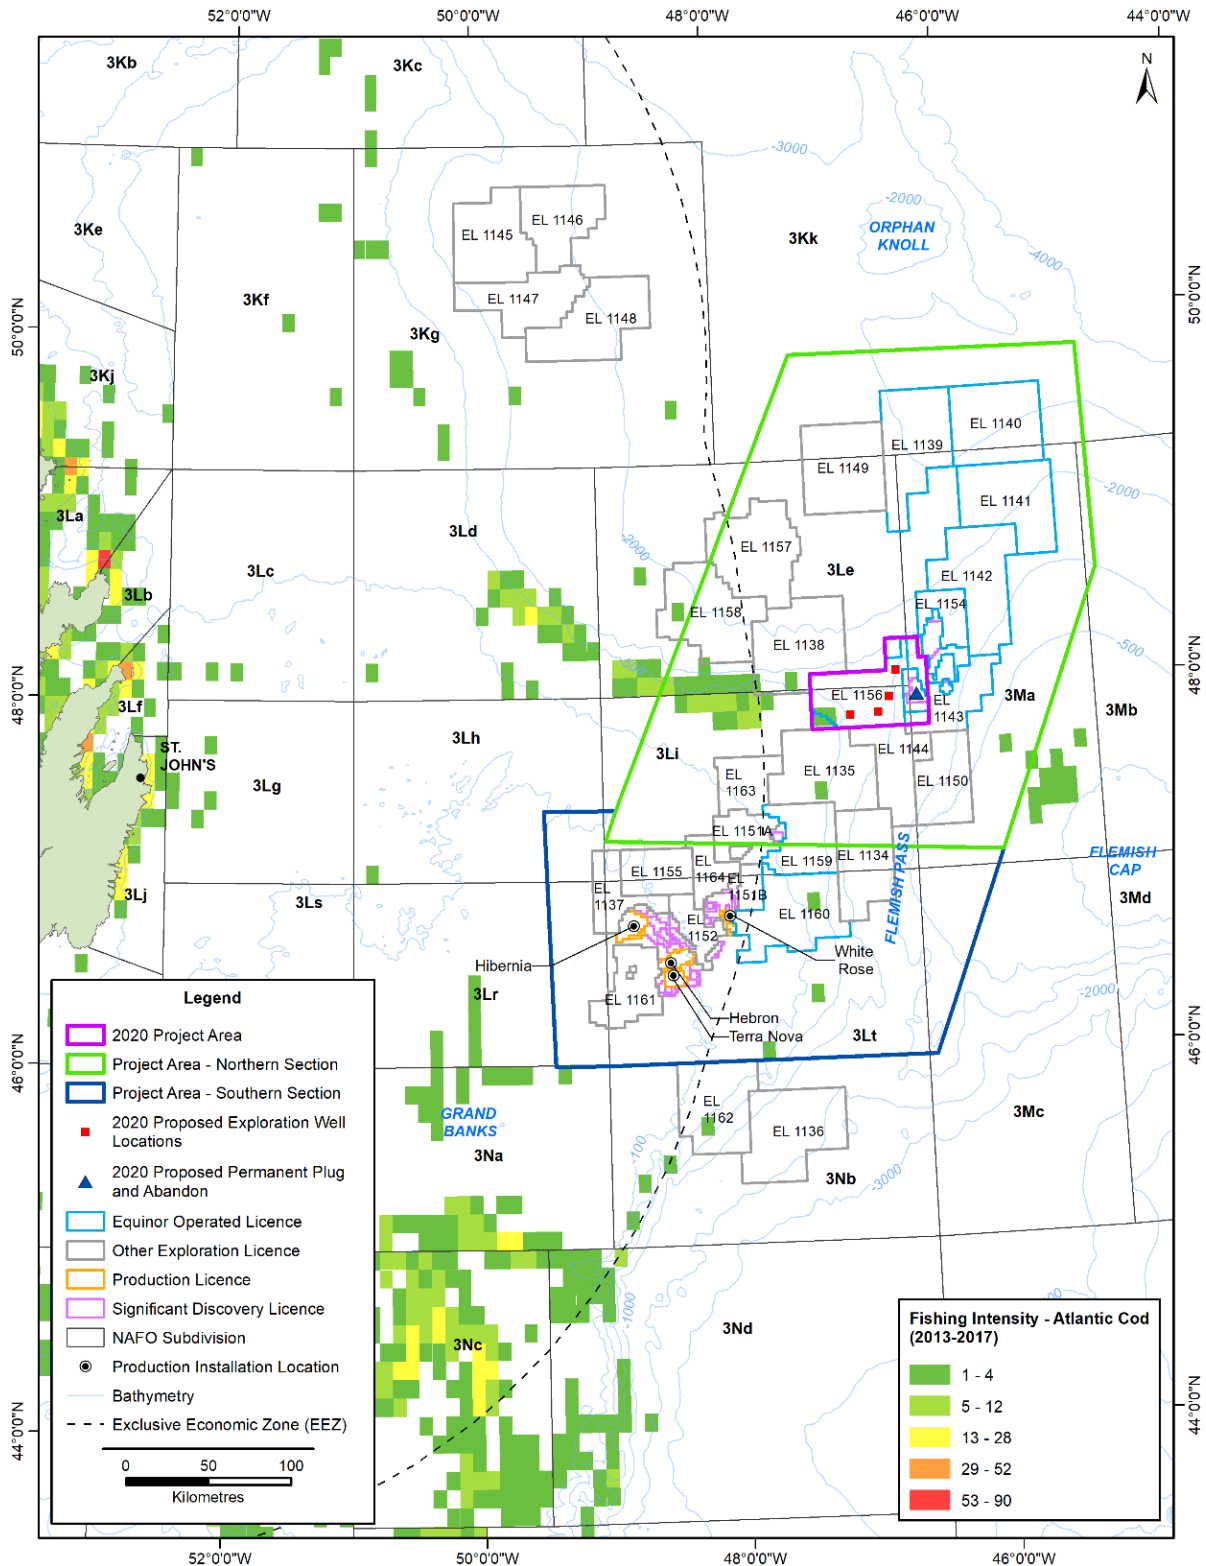 52°0'0"W
50°0'0"W
48°0'0"W
46°0'0"W
44°0'0"W
N
3Kb
3Kc
-3000
3Ke
EL 1145
EL 1146
-2000
ORPHAN
KNOLL
3Kk
-4000
50°0'0"N
50°0'0"N
3Kf
EL 1147
EL 1148
3Kg
3Kj
EL 1140
EL 1139
EL 1149
-2000
EL 1141
3La
3Ld
-2000
EL 1157
3Lc
3Le
EL 1142
3Lb
EL 1154
EL 1158
EL 1138
-500
48°0'0"N
48°0'0"N
EL 1156
3Ma
3Mb
3Lf
EL
1143
ST.
JOHN'S
3Lh
3Li
EL 1144
3Lg
EL 1135
EL
1163
EL 1150
EL 1151A
FLEMISH PASS
FLEMISH
CAP
EL 1155
EL
1164
EL 1159
EL 1134
3Lj
3Ls
EL
1137
EL
1151B
3Md
EL 1160
EL
1152
White
Rose
Hibernia
3Lr
EL 1161
-2000
Hebron
Terra Nova
3Lt
46°0'0"N
46°0'0"N
GRAND
BANKS
EL
1162
EL 1136
3Mc
3Na
-100
3Nb
-3000
-1000
3Nd
3Nc
44°0'0"N
44°0'0"N
Legend
2020 Project Area
Project Area - Northern Section
Project Area - Southern Section
2020 Proposed Exploration Well
Locations
2020 Proposed Permanent Plug
and Abandon
Equinor Operated Licence
Other Exploration Licence
Production Licence
Significant Discovery Licence
NAFO Subdivision
Production Installation Location
Bathymetry
Exclusive Economic Zone (EEZ)
0 50 100
Kilometres
Fishing Intensity - Atlantic Cod
(2013-2017)
1 - 4
5 - 12
13 - 28
29 - 52
53 - 90
52°0'0"W
50°0'0"W
48°0'0"W
46°0'0"W